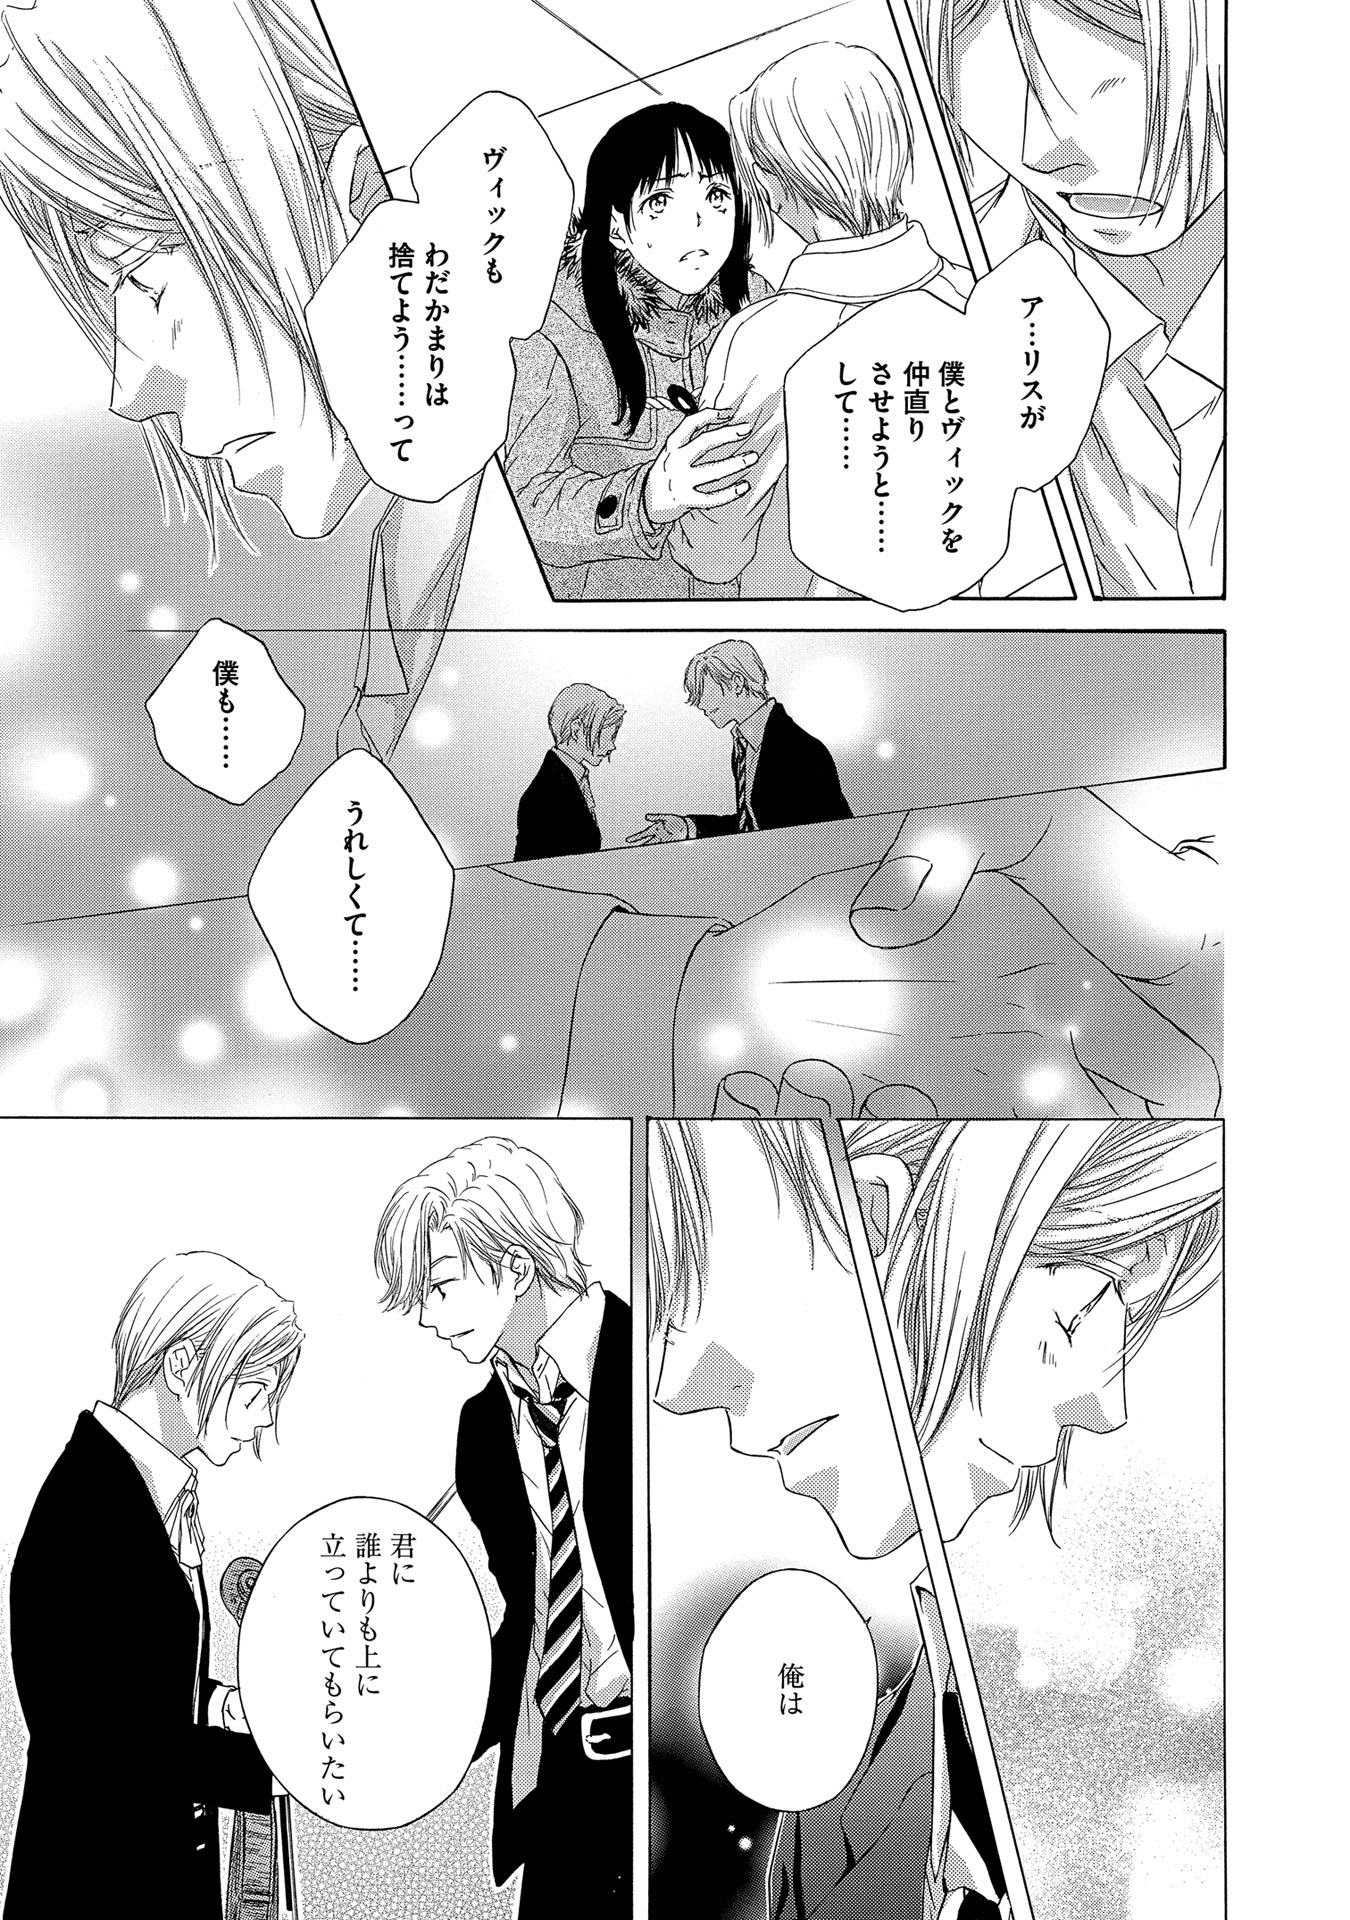 ア…リスが
僕とヴィックを
仲直り
させようと……
して……
ヴィックも
わだかまりは
捨てよう……って
僕も……
うれしくて……
俺は
君に
誰よりも上に
立っていてもらいたい